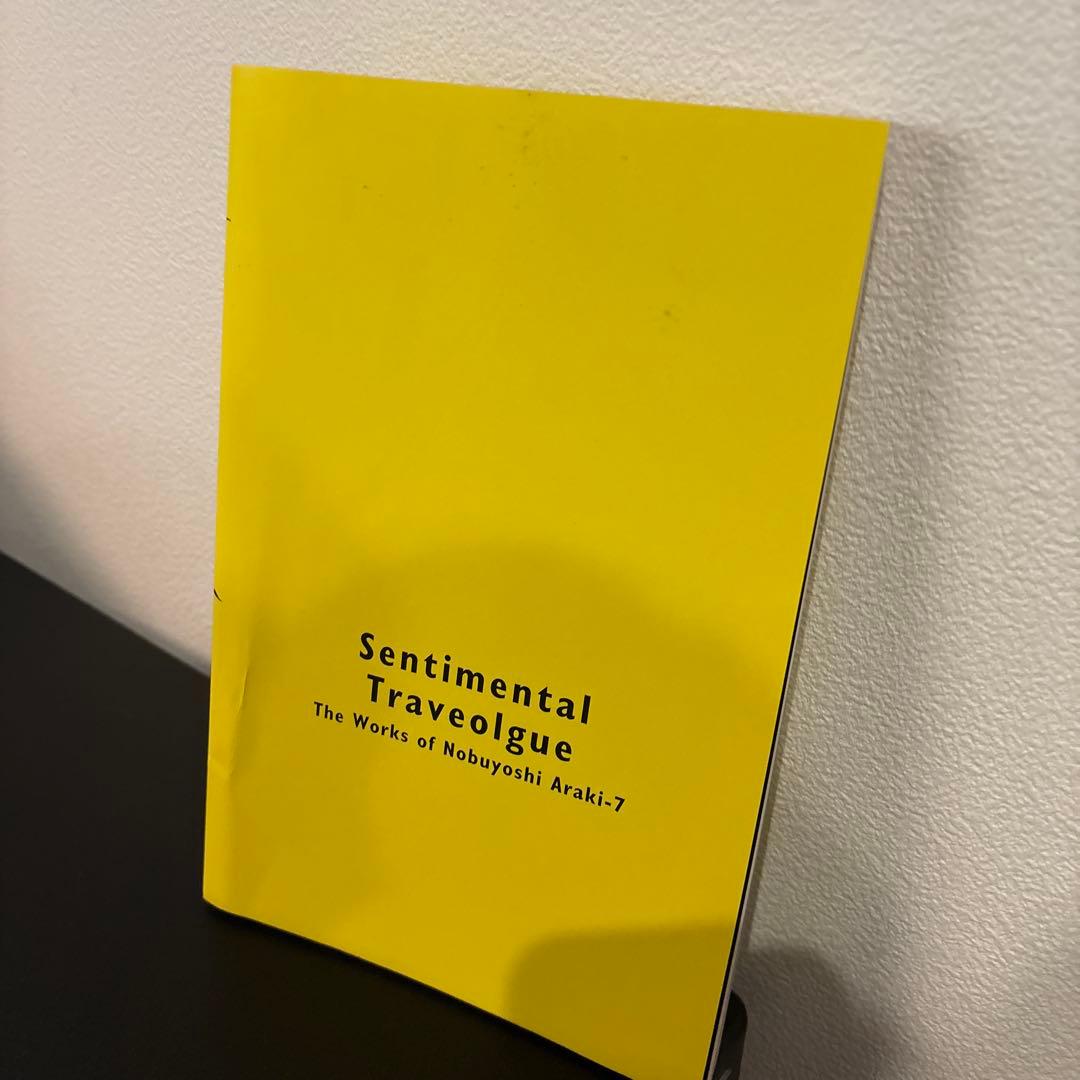 Sentimental
Traveolgue
The Works of Nobuyoshi Araki-7